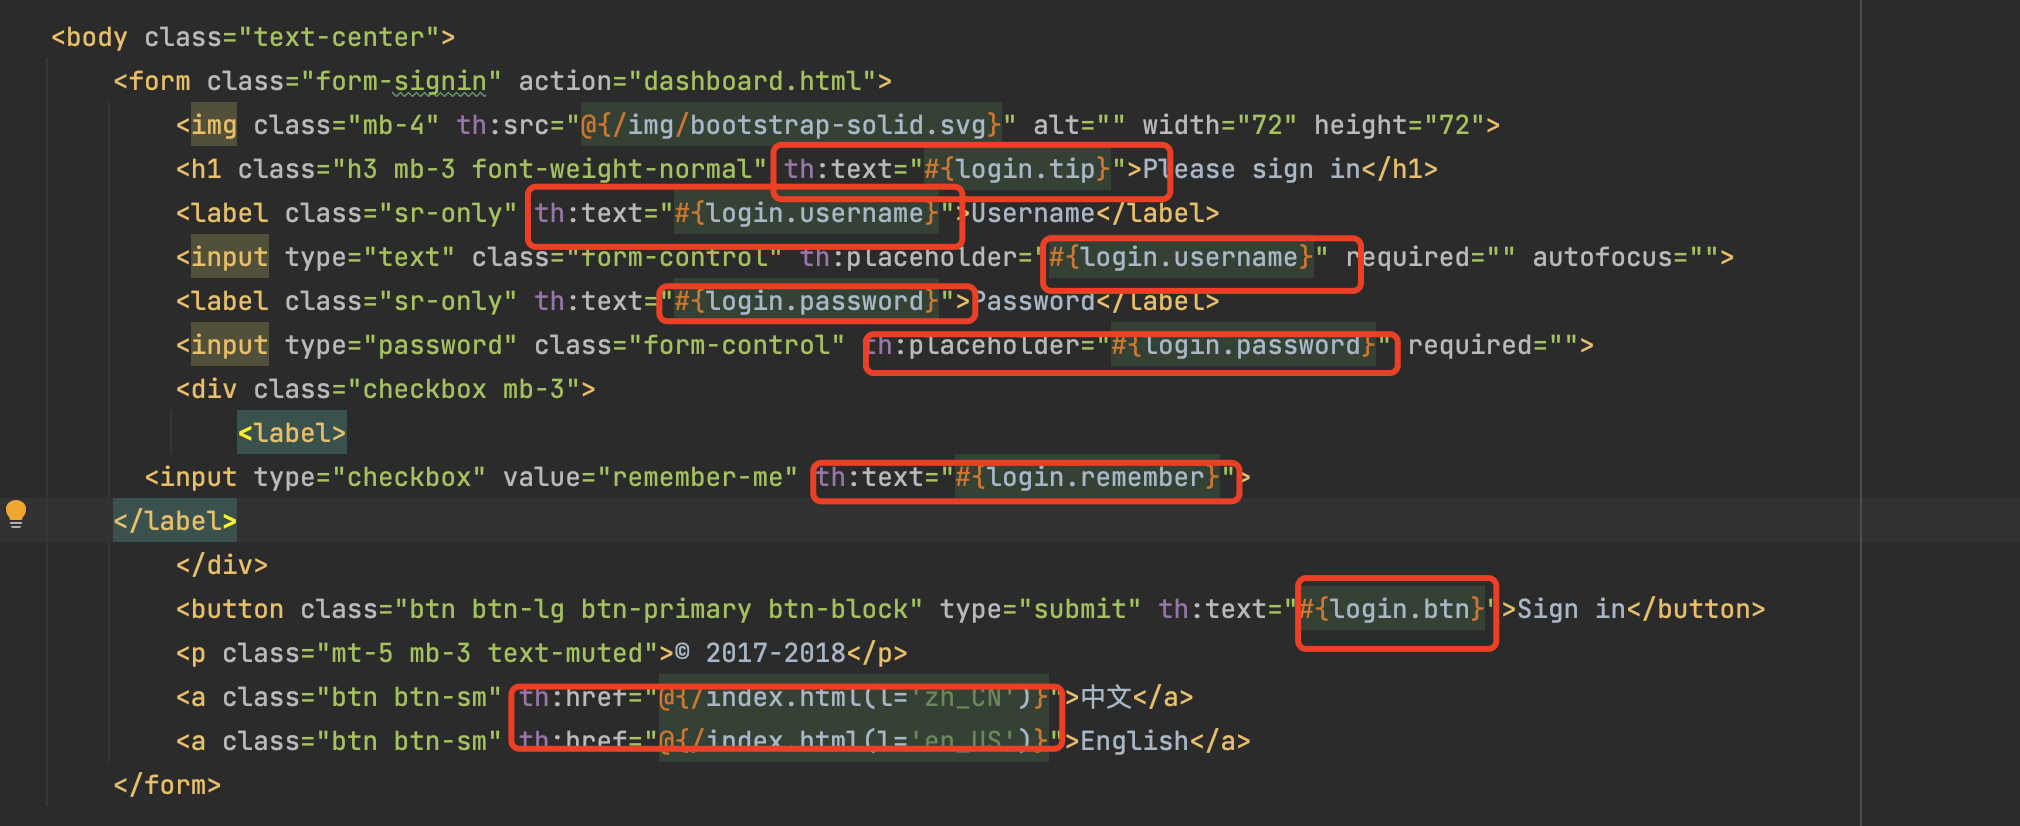 <body class="text-center">
<form class="form-signin" action="dashboard.html">
<img class="mb-4" th:src="@{/img/bootstrap-solid.svg}" alt="" width="72" height="72">
<h1 class="h3 mb-3 font-weight-normal" th:text="#{login.tip}">Please sign in</h1>
<label class="sr-only" th:text="#{login.username}">Username</label>
<input type="text" class="form-control" th:placeholder="#{login.username}" required="" autofocus="">
<label class="sr-only" th:text="#{login.password}">Password</label>
<input type="password" class="form-control" th:placeholder="#{login.password}" required="">
<div class="checkbox mb-3">
<label>
<input type="checkbox" value="remember-me" th:text="#{login.remember}">
</label>
</div>
<button class="btn btn-lg btn-primary btn-block" type="submit" th:text="#{login.btn}">Sign in</button>
<p class="mt-5 mb-3 text-muted">© 2017-2018</p>
<a class="btn btn-sm" th:href="@{/index.html(l='zh_CN')}">中文</a>
<a class="btn btn-sm" th:href="@{/index.html(l='en_US')}">English</a>
</form>